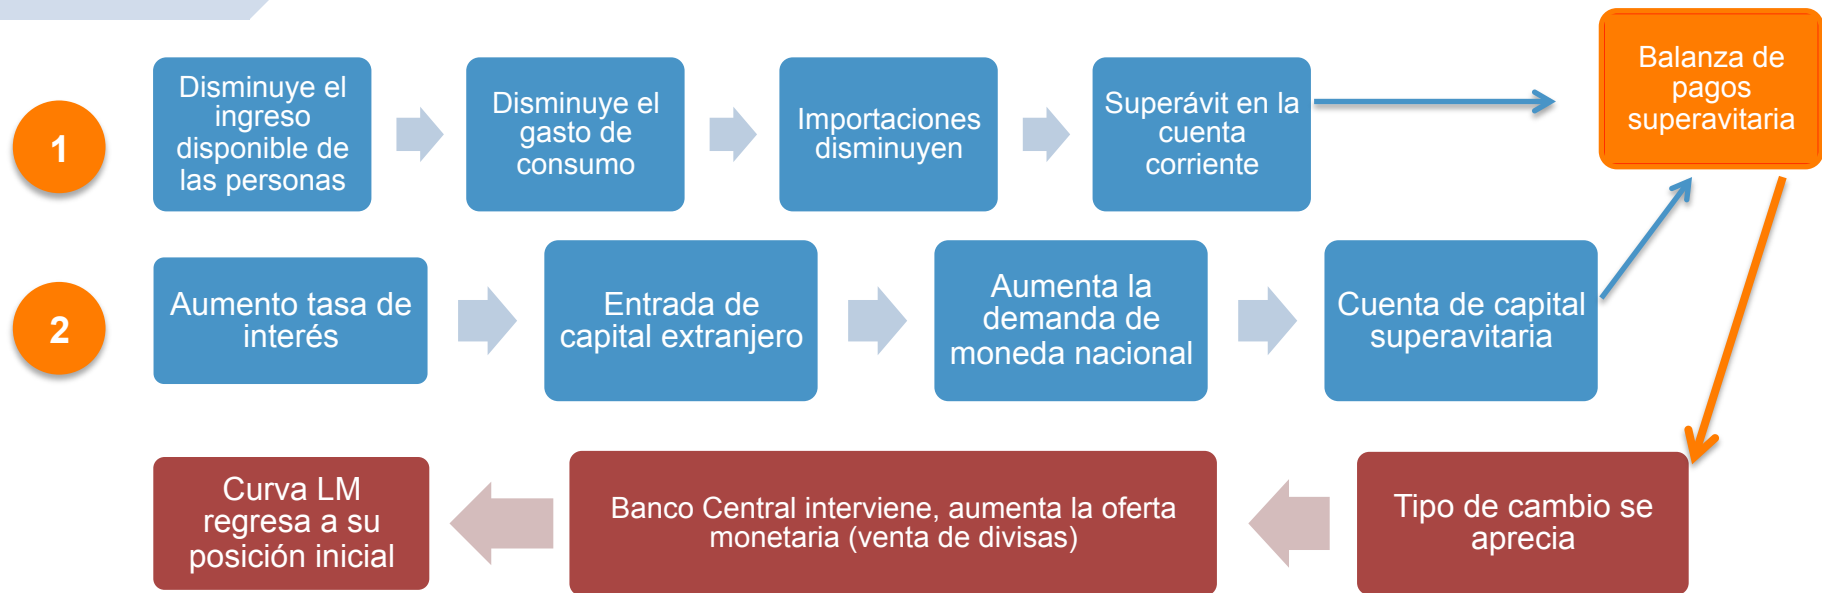 1
Disminuye el
ingreso
disponible de
las personas
Disminuye el
gasto de
consumo
Importaciones
disminuyen
Superávit en la
cuenta
corriente
Balanza de
pagos
superavitaria
2
Aumento tasa de
interés
Entrada de
capital extranjero
Aumenta la
demanda de
moneda nacional
Cuenta de capital
superavitaria
Curva LM
regresa a su
posición inicial
Banco Central interviene, aumenta la oferta
monetaria (venta de divisas)
Tipo de cambio se
aprecia